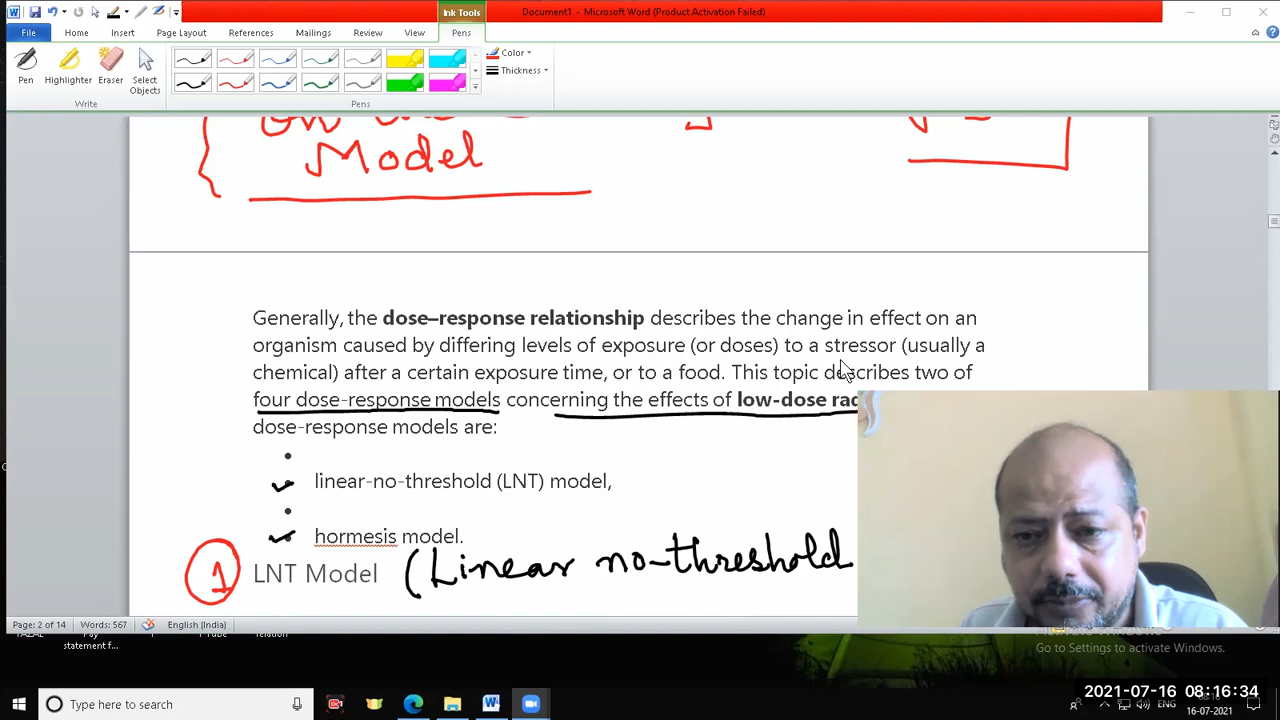 Document1 - Microsoft Word (Product Activation Failed)
Ink Tools
File Home Insert Page Layout References Mailings Review View Pens
Pen Highlighter Eraser Select Objects
Color
Thickness
Write Pens
Model
Generally, the dose–response relationship describes the change in effect on an
organism caused by differing levels of exposure (or doses) to a stressor (usually a
chemical) after a certain exposure time, or to a food. This topic describes two of
four dose-response models concerning the effects of low-dose
dose-response models are:
linear-no-threshold (LNT) model,
hormesis model.
1 LNT Model (Linear no-threshold
Page: 2 of 14 Words: 567 English (India)
Pay relation
statement f...
Go to Settings to activate Windows.
Type here to search
2021-07-16 08:16:34
ENG 16-07-2021